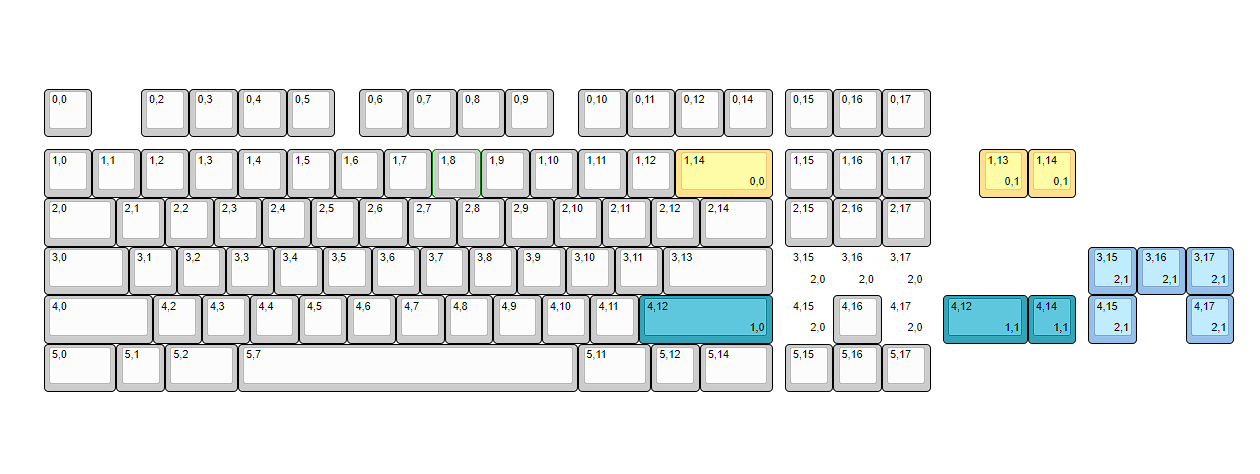 0,0 0,2 0,3 0,4 0,5 0,6 0,7 0,8 0,9 0,10 0,11 0,12 0,14 0,15 0,16 0,17
1,0 1,1 1,2 1,3 1,4 1,5 1,6 1,7 1,8 1,9 1,10 1,11 1,12 1,14 1,15 1,16 1,17 1,13 1,14
0,0 0,1 0,1
2,0 2,1 2,2 2,3 2,4 2,5 2,6 2,7 2,8 2,9 2,10 2,11 2,12 2,14 2,15 2,16 2,17
3,0 3,1 3,2 3,3 3,4 3,5 3,6 3,7 3,8 3,9 3,10 3,11 3,13 3,15 3,16 3,17 3,15 3,16 3,17
2,0 2,0 2,0 2,1 2,1 2,1
4,0 4,2 4,3 4,4 4,5 4,6 4,7 4,8 4,9 4,10 4,11 4,12 4,15 4,16 4,17 4,12 4,14 4,15 4,17
1,0 2,0 2,0 1,1 1,1 2,1 2,1
5,0 5,1 5,2 5,7 5,11 5,12 5,14 5,15 5,16 5,17